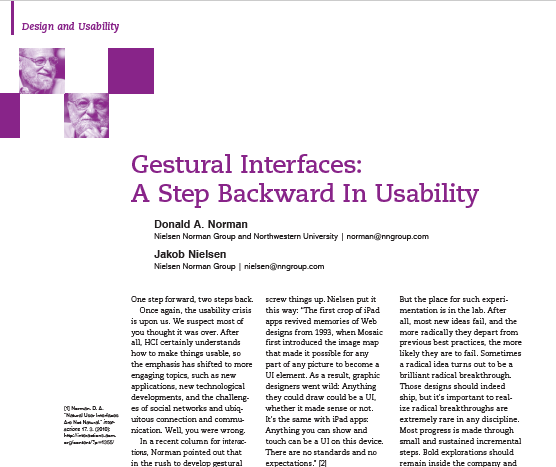 Design and Usability
Gestural Interfaces:
A Step Backward In Usability
Donald A. Norman
Nielsen Norman Group and Northwestern University | norman@nngroup.com
Jakob Nielsen
Nielsen Norman Group | nielsen@nngroup.com
One step forward, two steps back.
Once again, the usability crisis
is upon us. We suspect most of
you thought it was over. After
all, HCI certainly understands
how to make things usable, so
the emphasis has shifted to more
engaging topics, such as new
applications, new technological
developments, and the challeng-
es of social networks and ubiq-
uitous connection and commu-
nication. Well, you were wrong.
In a recent column for interac-
tions, Norman pointed out that
in the rush to develop gestural
screw things up. Nielsen put it
this way: “The first crop of iPad
apps revived memories of Web
designs from 1993, when Mosaic
first introduced the image map
that made it possible for any
part of any picture to become a
UI element. As a result, graphic
designers went wild: Anything
they could draw could be a UI,
whether it made sense or not.
It's the same with iPad apps:
Anything you can show and
touch can be a UI on this device.
There are no standards and no
expectations.” [2]
But the place for such experi-
mentation is in the lab. After
all, most new ideas fail, and the
more radically they depart from
previous best practices, the more
likely they are to fail. Sometimes
a radical idea turns out to be a
brilliant radical breakthrough.
Those designs should indeed
ship, but it's important to real-
ize radical breakthroughs are
extremely rare in any discipline.
Most progress is made through
small and sustained incremental
steps. Bold explorations should
remain inside the company and
[1] Norman, D. A.
“Natural User Interfaces
Are Not Natural.” inter-
actions 17, 3, (2010);